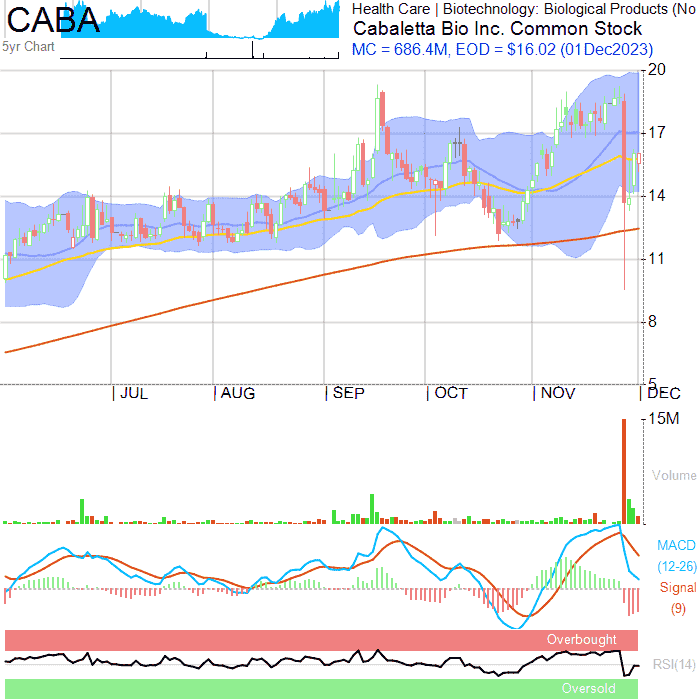 CABA
5yr Chart
Health Care | Biotechnology: Biological Products (No
Cabaletta Bio Inc. Common Stock
MC = 686.4M, EOD = $16.02 (01Dec2023)
20
17
14
11
8
5
JUL AUG SEP OCT NOV DEC
15M
Volume
MACD
(12-26)
Signal
(9)
Overbought
RSI(14)
Oversold